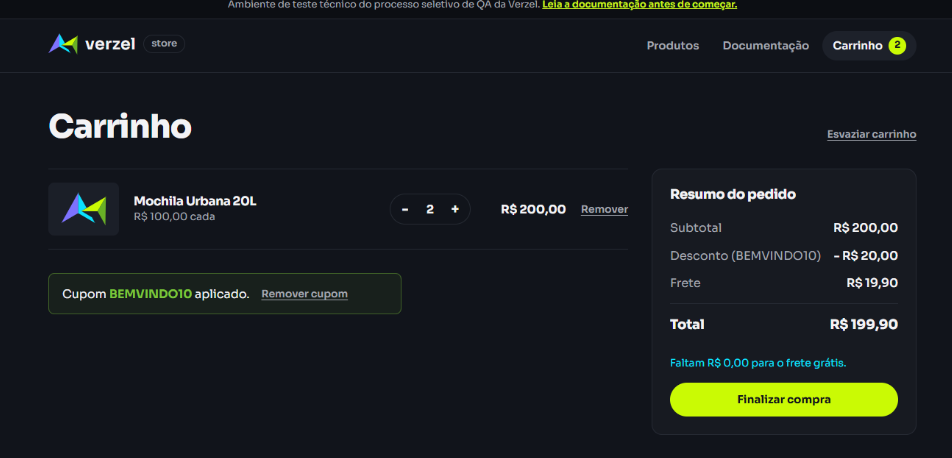 Ambiente de teste técnico do processo seletivo de QA da Verzel. Leia a documentação antes de começar.
verzel store Produtos Documentação Carrinho 2
Carrinho
Esvaziar carrinho
Mochila Urbana 20L
R$ 100,00 cada
- 2 + R$ 200,00 Remover
Cupom BEMVINDO10 aplicado. Remover cupom
Resumo do pedido
Subtotal R$ 200,00
Desconto (BEMVINDO10) - R$ 20,00
Frete R$ 19,90
Total R$ 199,90
Faltam R$ 0,00 para o frete grátis.
Finalizar compra